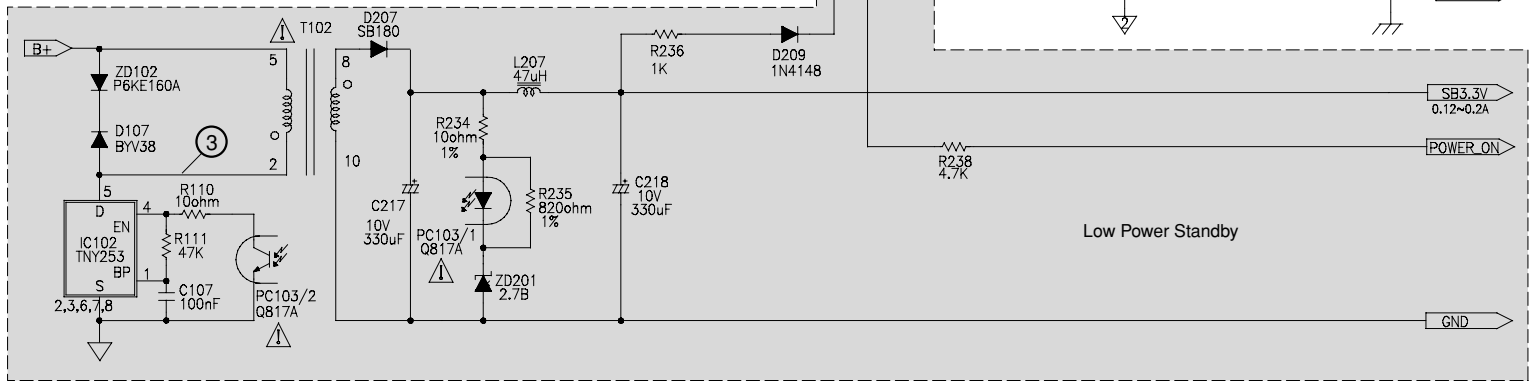 D207
SB180
T102
B+
5
8
R236
1K
D209
1N4148
2
ZD102
P6KE160A
L207
47uH
SB3.3V
0.12~0.2A
D107
BYV38
3
R234
10ohm
1%
POWER_ON
2
10
R238
4.7K
5
R110
10ohm
D
4
EN
R111
47K
IC102
TNY253
BP
1
S
2,3,6,7,8
C107
100nF
PC103/2
Q817A
C217
10V
330uF
PC103/1
Q817A
R235
820ohm
1%
ZD201
2.7B
C218
10V
330uF
Low Power Standby
GND